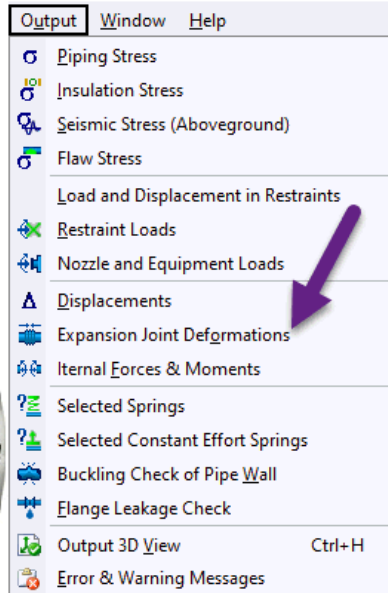 Output Window Help
σ Piping Stress
σ Insulation Stress
Seismic Stress (Aboveground)
σ Flaw Stress
Load and Displacement in Restraints
Restraint Loads
Nozzle and Equipment Loads
Δ Displacements
Expansion Joint Deformations
Iternal Forces & Moments
Selected Springs
Selected Constant Effort Springs
Buckling Check of Pipe Wall
Flange Leakage Check
Output 3D View Ctrl+H
Error & Warning Messages